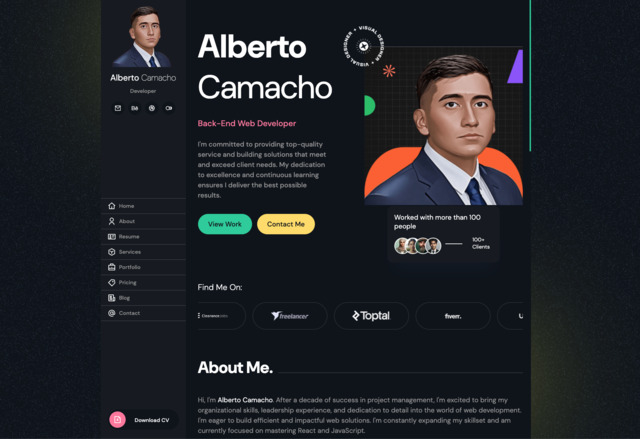 Alberto Camacho
Developer
Home
About
Resume
Services
Portfolio
Pricing
Blog
Contact
Download CV
Alberto
Camacho
VISUAL DESIGNER • VISUAL DESIGNER •
Back-End Web Developer
I'm committed to providing top-quality
service and building solutions that meet
and exceed client needs. My dedication
to excellence and continuous learning
ensures I deliver the best possible
results.
View Work
Contact Me
Worked with more than 100
people
100+
Clients
Find Me On:
freelancer
Toptal
fiverr.
About Me.
Hi, I'm Alberto Camacho. After a decade of success in project management, I'm excited to bring my
organizational skills, leadership experience, and dedication to detail into the world of web development.
I'm eager to build efficient and impactful web solutions. I'm constantly expanding my skillset and am
currently focused on mastering React and JavaScript.